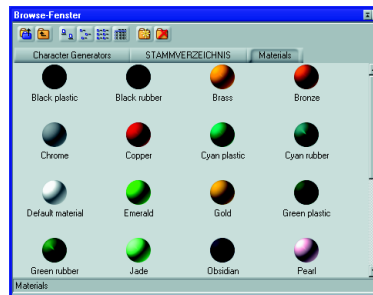 Browse-Fenster
Character Generators STAMMVERZEICHNIS Materials
Black plastic Black rubber Brass Bronze
Chrome Copper Cyan plastic Cyan rubber
Default material Emerald Gold Green plastic
Green rubber Jade Obsidian Pearl
Materials